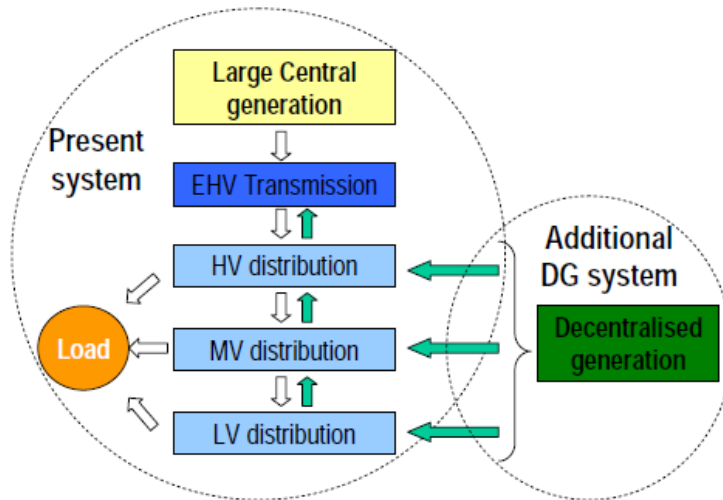 Large Central
generation
Present
system
EHV Transmission
HV distribution
Additional
DG system
Load
MV distribution
Decentralised
generation
LV distribution